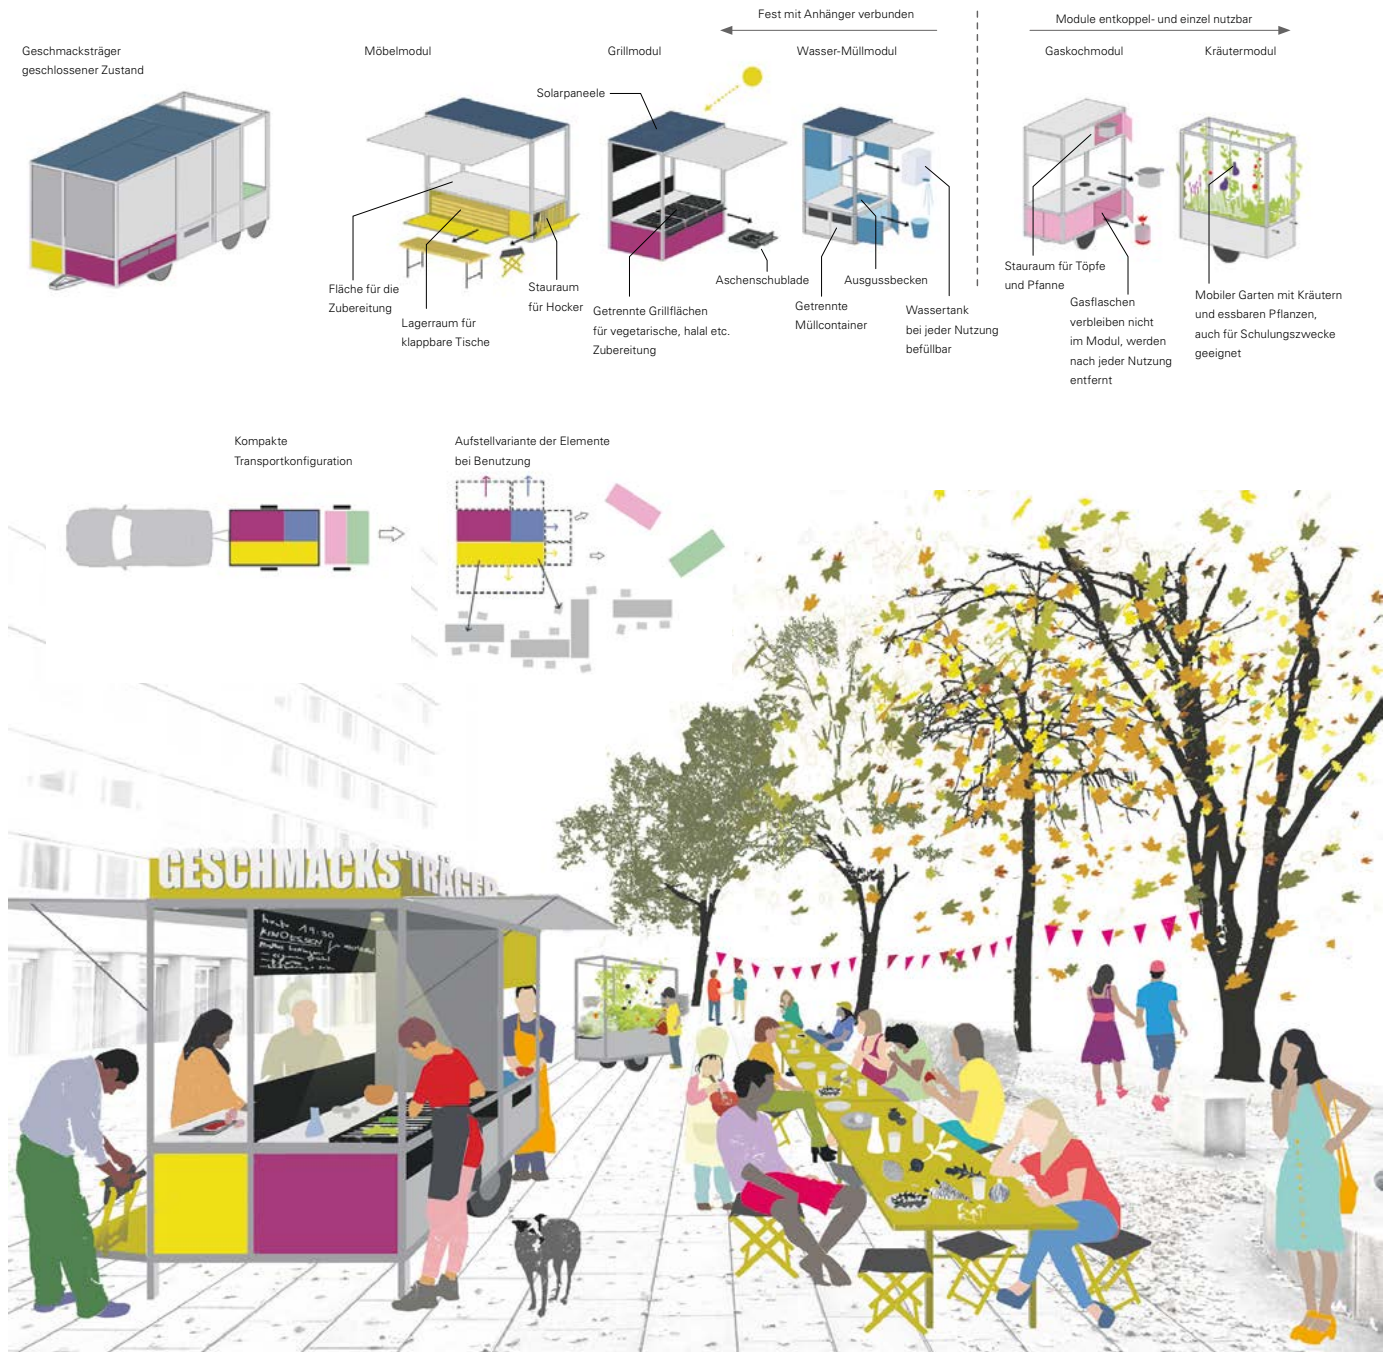 Fest mit Anhänger verbunden
Module entkoppel- und einzel nutzbar
Geschmacksträger
geschlossener Zustand
Möbelmodul
Grillmodul
Wasser-Müllmodul
Gaskochmodul
Kräutermodul
Solarpaneele
Fläche für die
Zubereitung
Lagerraum für
klappbare Tische
Stauraum
für Hocker
Getrennte Grillflächen
für vegetarische, halal etc.
Zubereitung
Aschenschublade
Getrennte
Müllcontainer
Ausgussbecken
Wassertank
bei jeder Nutzung
befüllbar
Stauraum für Töpfe
und Pfanne
Gasflaschen
verbleiben nicht
im Modul, werden
nach jeder Nutzung
entfernt
Mobiler Garten mit Kräutern
und essbaren Pflanzen,
auch für Schulungszwecke
geeignet
Kompakte
Transportkonfiguration
Aufstellvariante der Elemente
bei Benutzung
GESCHMACKSTRÄGER
19:30